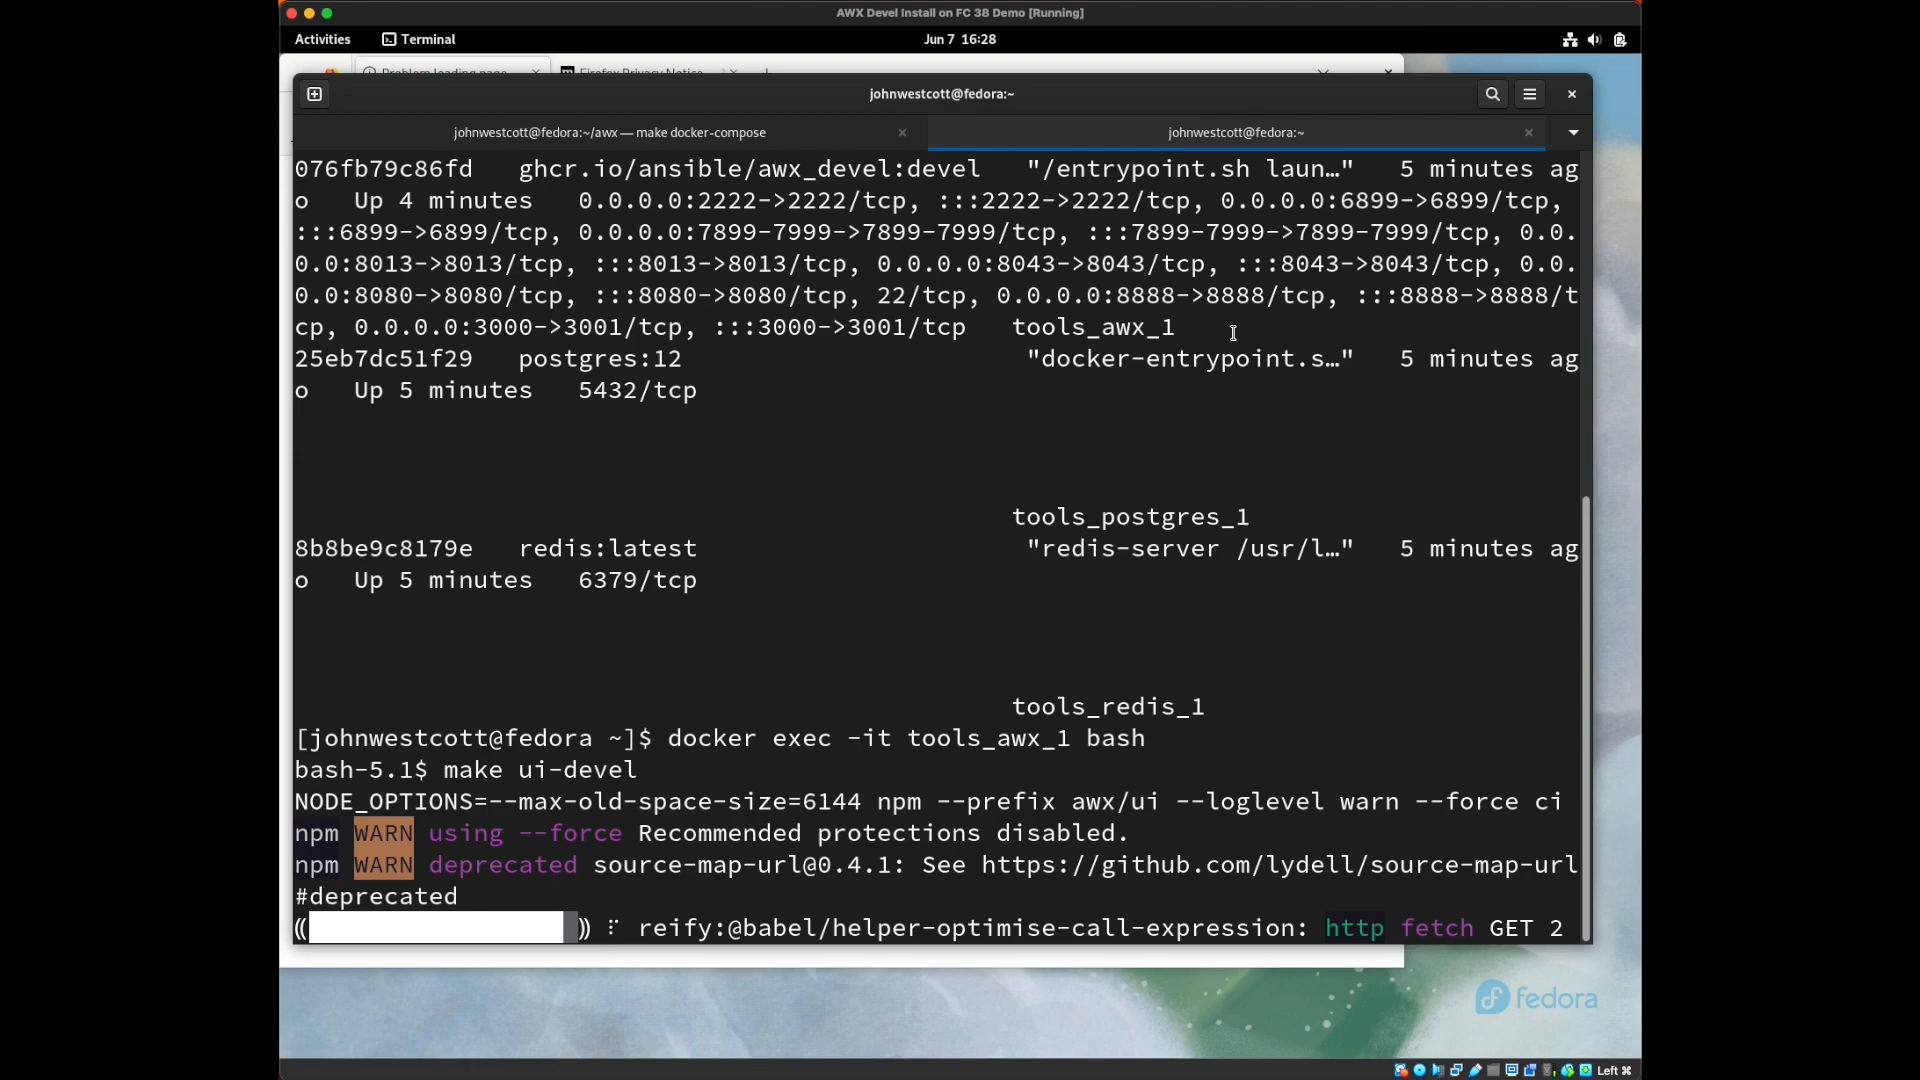 AWX Devel Install on FC 38 Demo [Running]
Activities Terminal Jun 7 16:28
Problem loading page Firefox Privacy Notice
johnwestcott@fedora:~
johnwestcott@fedora:~/awx — make docker-compose johnwestcott@fedora:~
076fb79c86fd ghcr.io/ansible/awx_devel:devel "/entrypoint.sh laun…" 5 minutes ag
o Up 4 minutes 0.0.0.0:2222->2222/tcp, :::2222->2222/tcp, 0.0.0.0:6899->6899/tcp,
:::6899->6899/tcp, 0.0.0.0:7899-7999->7899-7999/tcp, :::7899-7999->7899-7999/tcp, 0.0.
0.0:8013->8013/tcp, :::8013->8013/tcp, 0.0.0.0:8043->8043/tcp, :::8043->8043/tcp, 0.0.
0.0:8080->8080/tcp, :::8080->8080/tcp, 22/tcp, 0.0.0.0:8888->8888/tcp, :::8888->8888/t
cp, 0.0.0.0:3000->3001/tcp, :::3000->3001/tcp tools_awx_1
25eb7dc51f29 postgres:12 "docker-entrypoint.s…" 5 minutes ag
o Up 5 minutes 5432/tcp
tools_postgres_1
8b8be9c8179e redis:latest "redis-server /usr/l…" 5 minutes ag
o Up 5 minutes 6379/tcp
tools_redis_1
[johnwestcott@fedora ~]$ docker exec -it tools_awx_1 bash
bash-5.1$ make ui-devel
NODE_OPTIONS=--max-old-space-size=6144 npm --prefix awx/ui --loglevel warn --force ci
npm WARN using --force Recommended protections disabled.
npm WARN deprecated source-map-url@0.4.1: See https://github.com/lydell/source-map-url
#deprecated
(( )) ⠏ reify:@babel/helper-optimise-call-expression: http fetch GET 2
fedora
Left ⌘